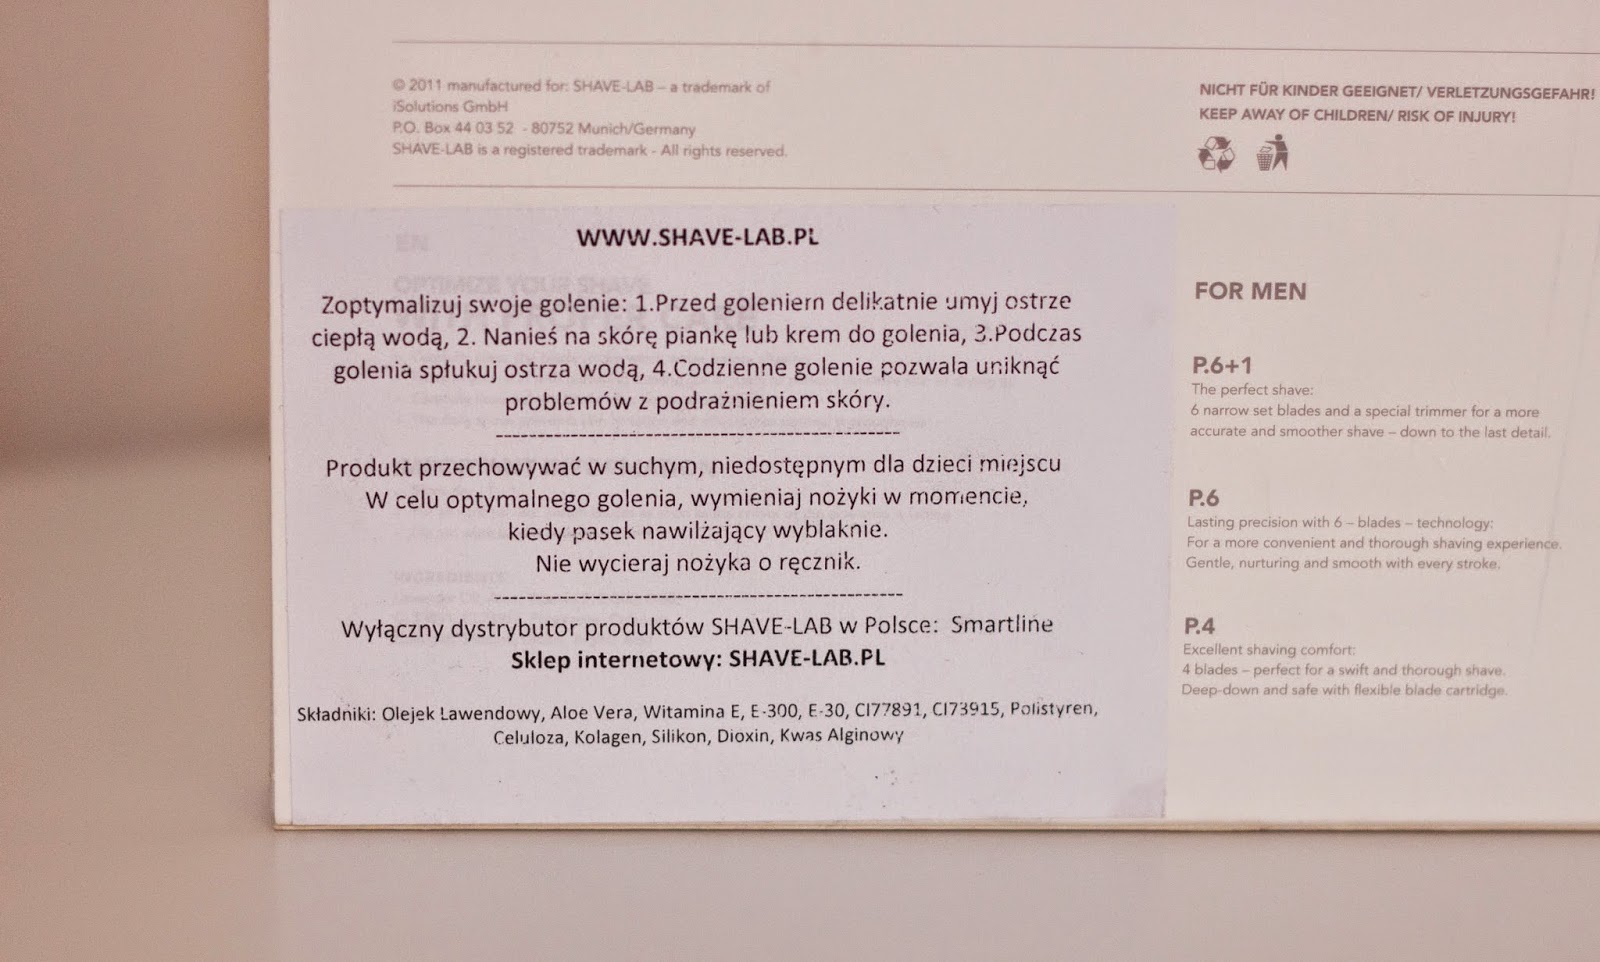 © 2011 manufactured for: SHAVE-LAB – a trademark of
iSolutions GmbH
P.O. Box 44 03 52 - 80752 Munich/Germany
SHAVE-LAB is a registered trademark - All rights reserved.
NICHT FÜR KINDER GEEIGNET/ VERLETZUNGSGEFAHR!
KEEP AWAY OF CHILDREN/ RISK OF INJURY!
WWW.SHAVE-LAB.PL
Zoptymalizuj swoje golenie: 1.Przed goleniem delikatnie umyj ostrze
ciepłą wodą, 2. Nanieś na skórę piankę lub krem do golenia, 3.Podczas
golenia spłukuj ostrza wodą, 4.Codzienne golenie pozwala uniknąć
problemów z podrażnieniem skóry.
--------------------------------------------------
Produkt przechowywać w suchym, niedostępnym dla dzieci miejscu
W celu optymalnego golenia, wymieniaj nożyki w momencie,
kiedy pasek nawilżający wyblaknie.
Nie wycieraj nożyka o ręcznik.
--------------------------------------------------
Wyłączny dystrybutor produktów SHAVE-LAB w Polsce: Smartline
Sklep internetowy: SHAVE-LAB.PL
Składniki: Olejek Lawendowy, Aloe Vera, Witamina E, E-300, E-30, CI77891, CI73915, Polistyren,
Celuloza, Kolagen, Silikon, Dioxin, Kwas Alginowy
EN
OPTIMIZE YOUR SHAVE
FOR MEN
P.6+1
The perfect shave:
6 narrow set blades and a special trimmer for a more
accurate and smoother shave – down to the last detail.
P.6
Lasting precision with 6 – blades – technology:
For a more convenient and thorough shaving experience.
Gentle, nurturing and smooth with every stroke.
P.4
Excellent shaving comfort:
4 blades – perfect for a swift and thorough shave.
Deep-down and safe with flexible blade cartridge.